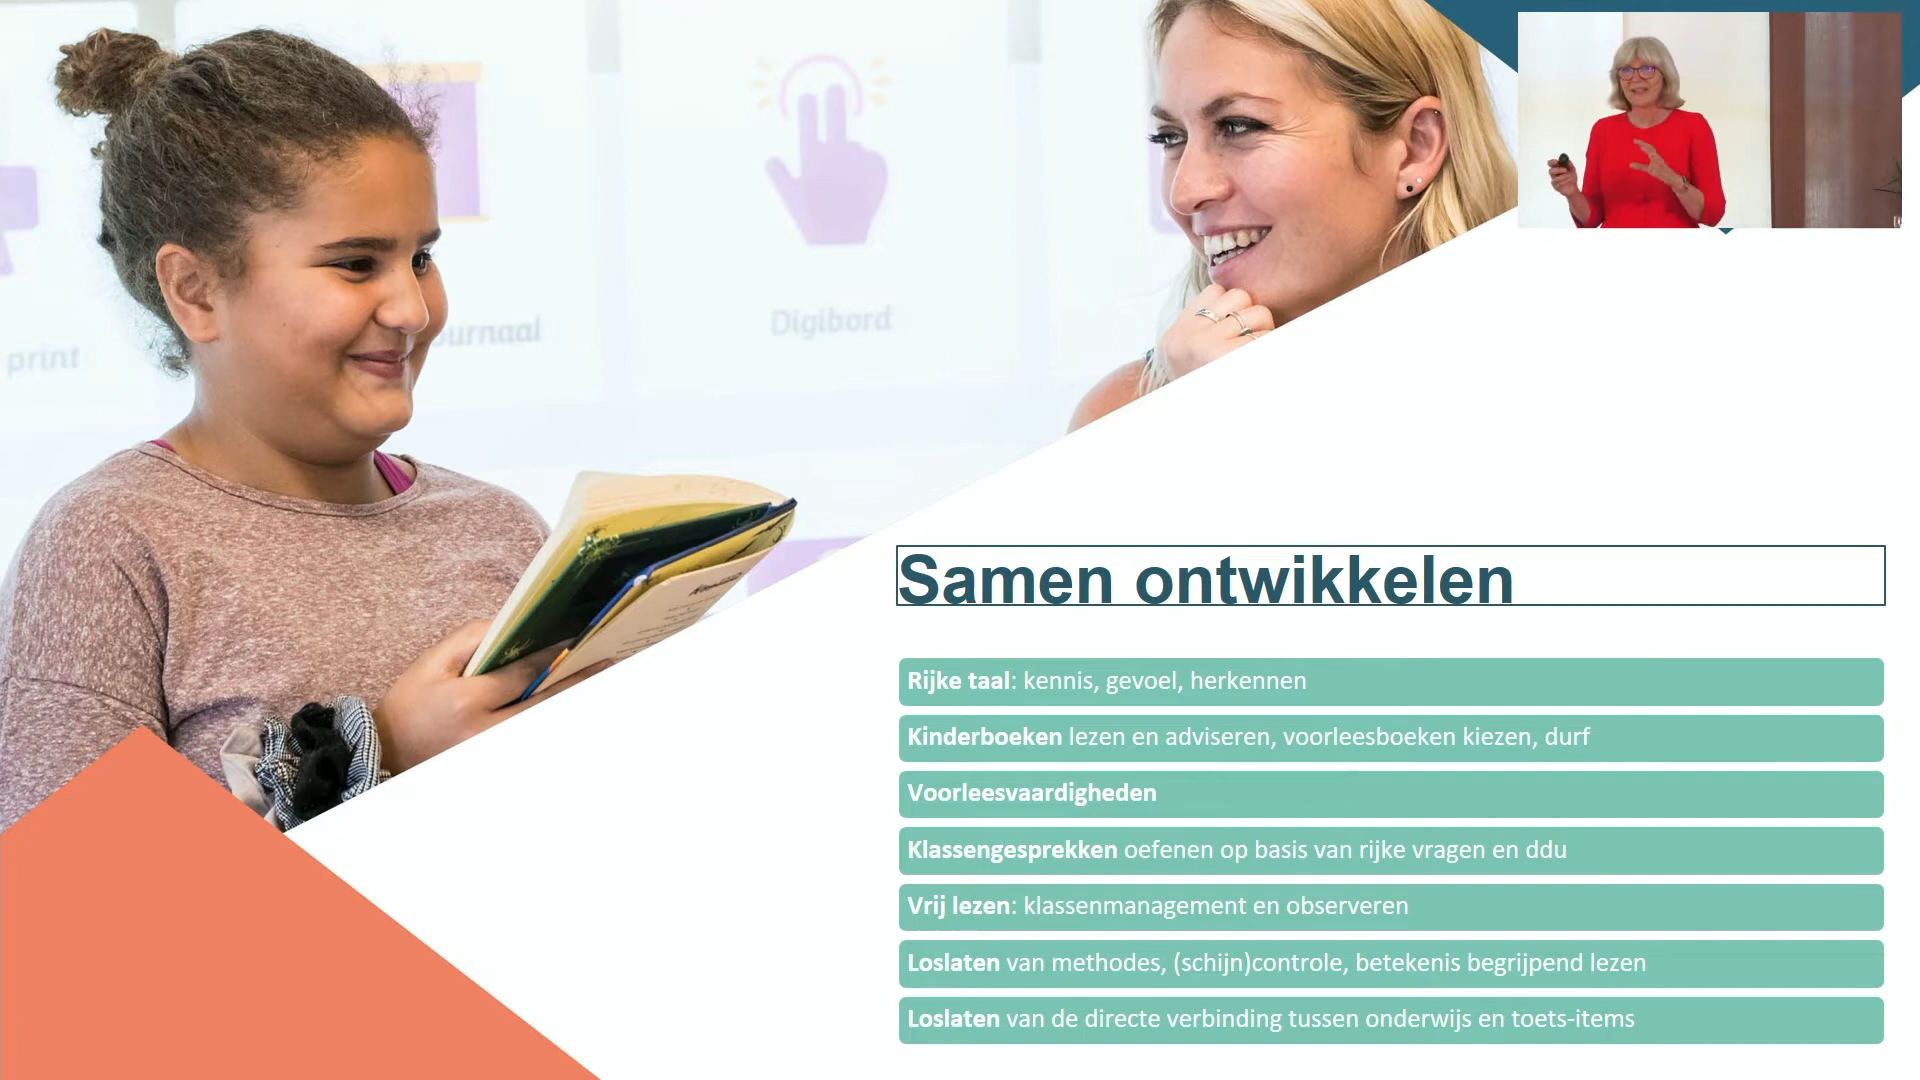 print
urnaal
Digibord
Samen ontwikkelen
Rijke taal: kennis, gevoel, herkennen
Kinderboeken lezen en adviseren, voorleesboeken kiezen, durf
Voorleesvaardigheden
Klassengesprekken oefenen op basis van rijke vragen en ddu
Vrij lezen: klassenmanagement en observeren
Loslaten van methodes, (schijn)controle, betekenis begrijpend lezen
Loslaten van de directe verbinding tussen onderwijs en toets-items